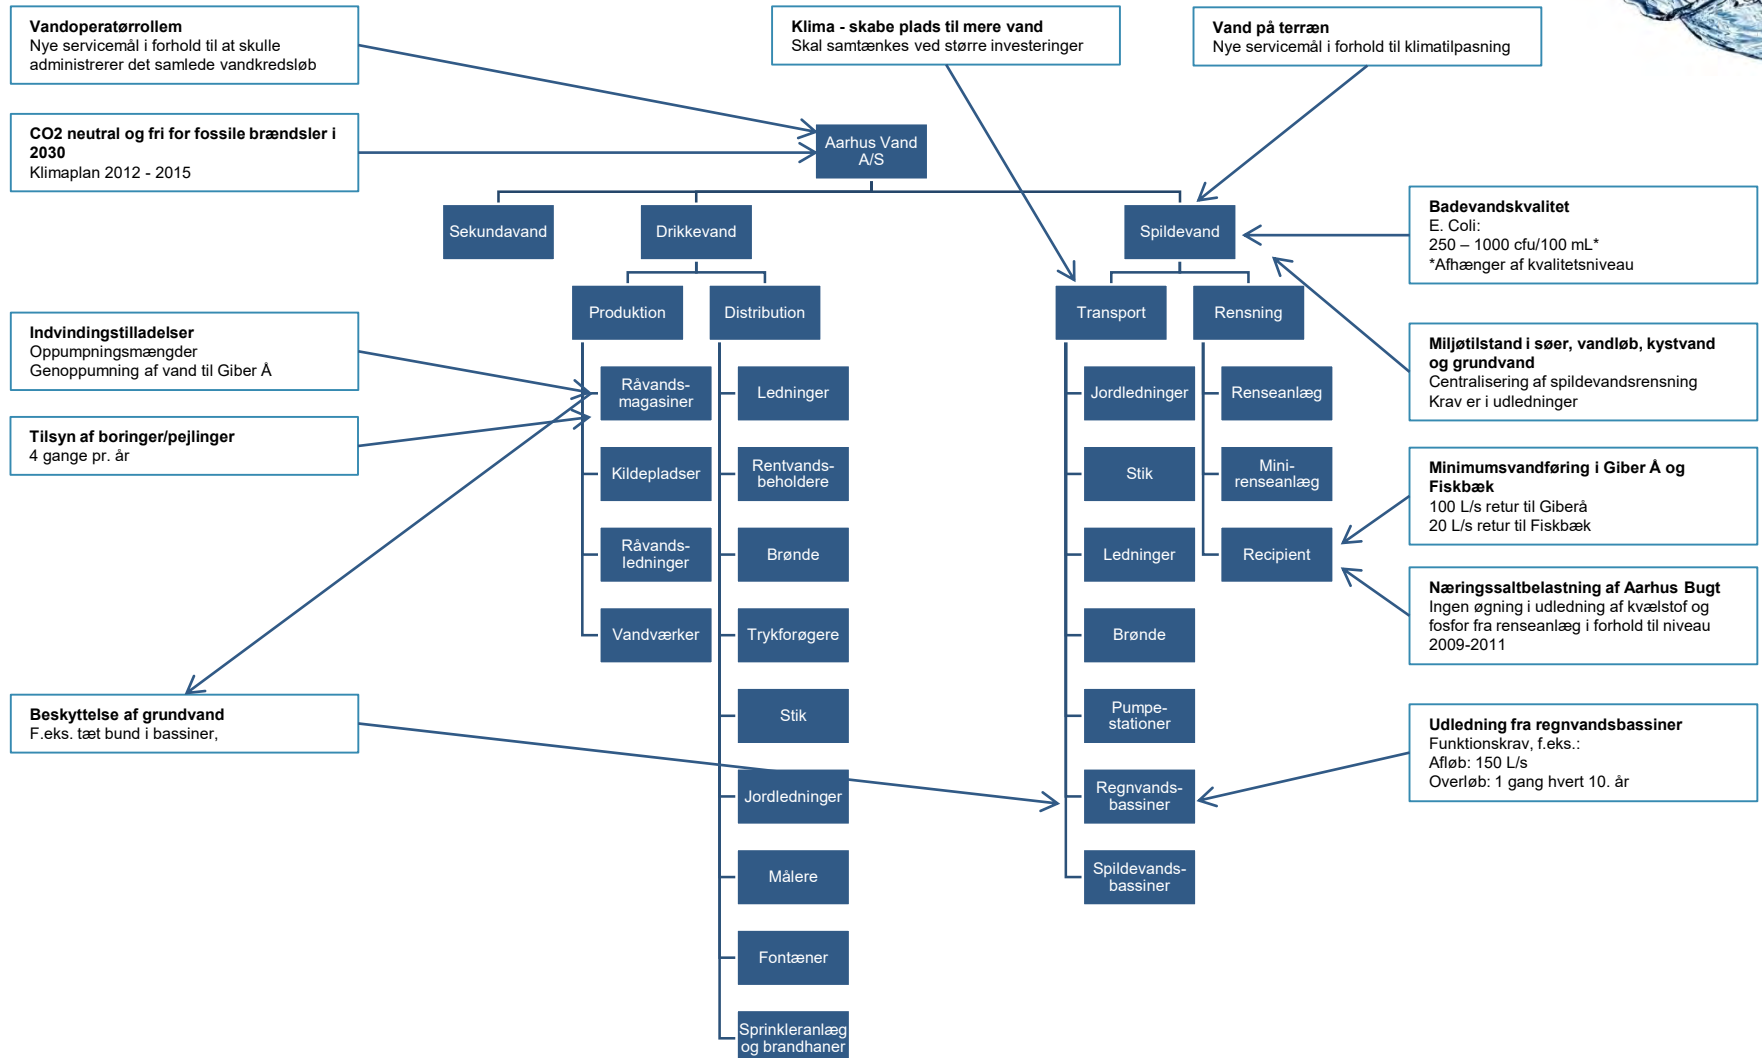 Vandoperatørrollem
Nye servicemål i forhold til at skulle
administrerer det samlede vandkredsløb
Klima - skabe plads til mere vand
Skal samtænkes ved større investeringer
Vand på terræn
Nye servicemål i forhold til klimatilpasning
CO2 neutral og fri for fossile brændsler i
2030
Klimaplan 2012 - 2015
Aarhus Vand
A/S
Sekundavand
Drikkevand
Spildevand
Badevandskvalitet
E. Coli:
250 – 1000 cfu/100 mL*
*Afhænger af kvalitetsniveau
Produktion
Distribution
Transport
Rensning
Indvindingstilladelser
Oppumpningsmængder
Genoppumning af vand til Giber Å
Miljøtilstand i søer, vandløb, kystvand
og grundvand
Centralisering af spildevandsrensning
Krav er i udledninger
Råvands-
magasiner
Ledninger
Jordledninger
Renseanlæg
Tilsyn af boringer/pejlinger
4 gange pr. år
Kildepladser
Rentvands-
beholdere
Stik
Mini-
renseanlæg
Minimumsvandføring i Giber Å og
Fiskbæk
100 L/s retur til Giberå
20 L/s retur til Fiskbæk
Råvands-
ledninger
Brønde
Ledninger
Recipient
Næringssaltbelastning af Aarhus Bugt
Ingen øgning i udledning af kvælstof og
fosfor fra renseanlæg i forhold til niveau
2009-2011
Vandværker
Trykforøgere
Brønde
Beskyttelse af grundvand
F.eks. tæt bund i bassiner,
Stik
Pumpe-
stationer
Udledning fra regnvandsbassiner
Funktionskrav, f.eks.:
Afløb: 150 L/s
Overløb: 1 gang hvert 10. år
Jordledninger
Regnvands-
bassiner
Målere
Spildevands-
bassiner
Fontæner
Sprinkleranlæg
og brandhaner